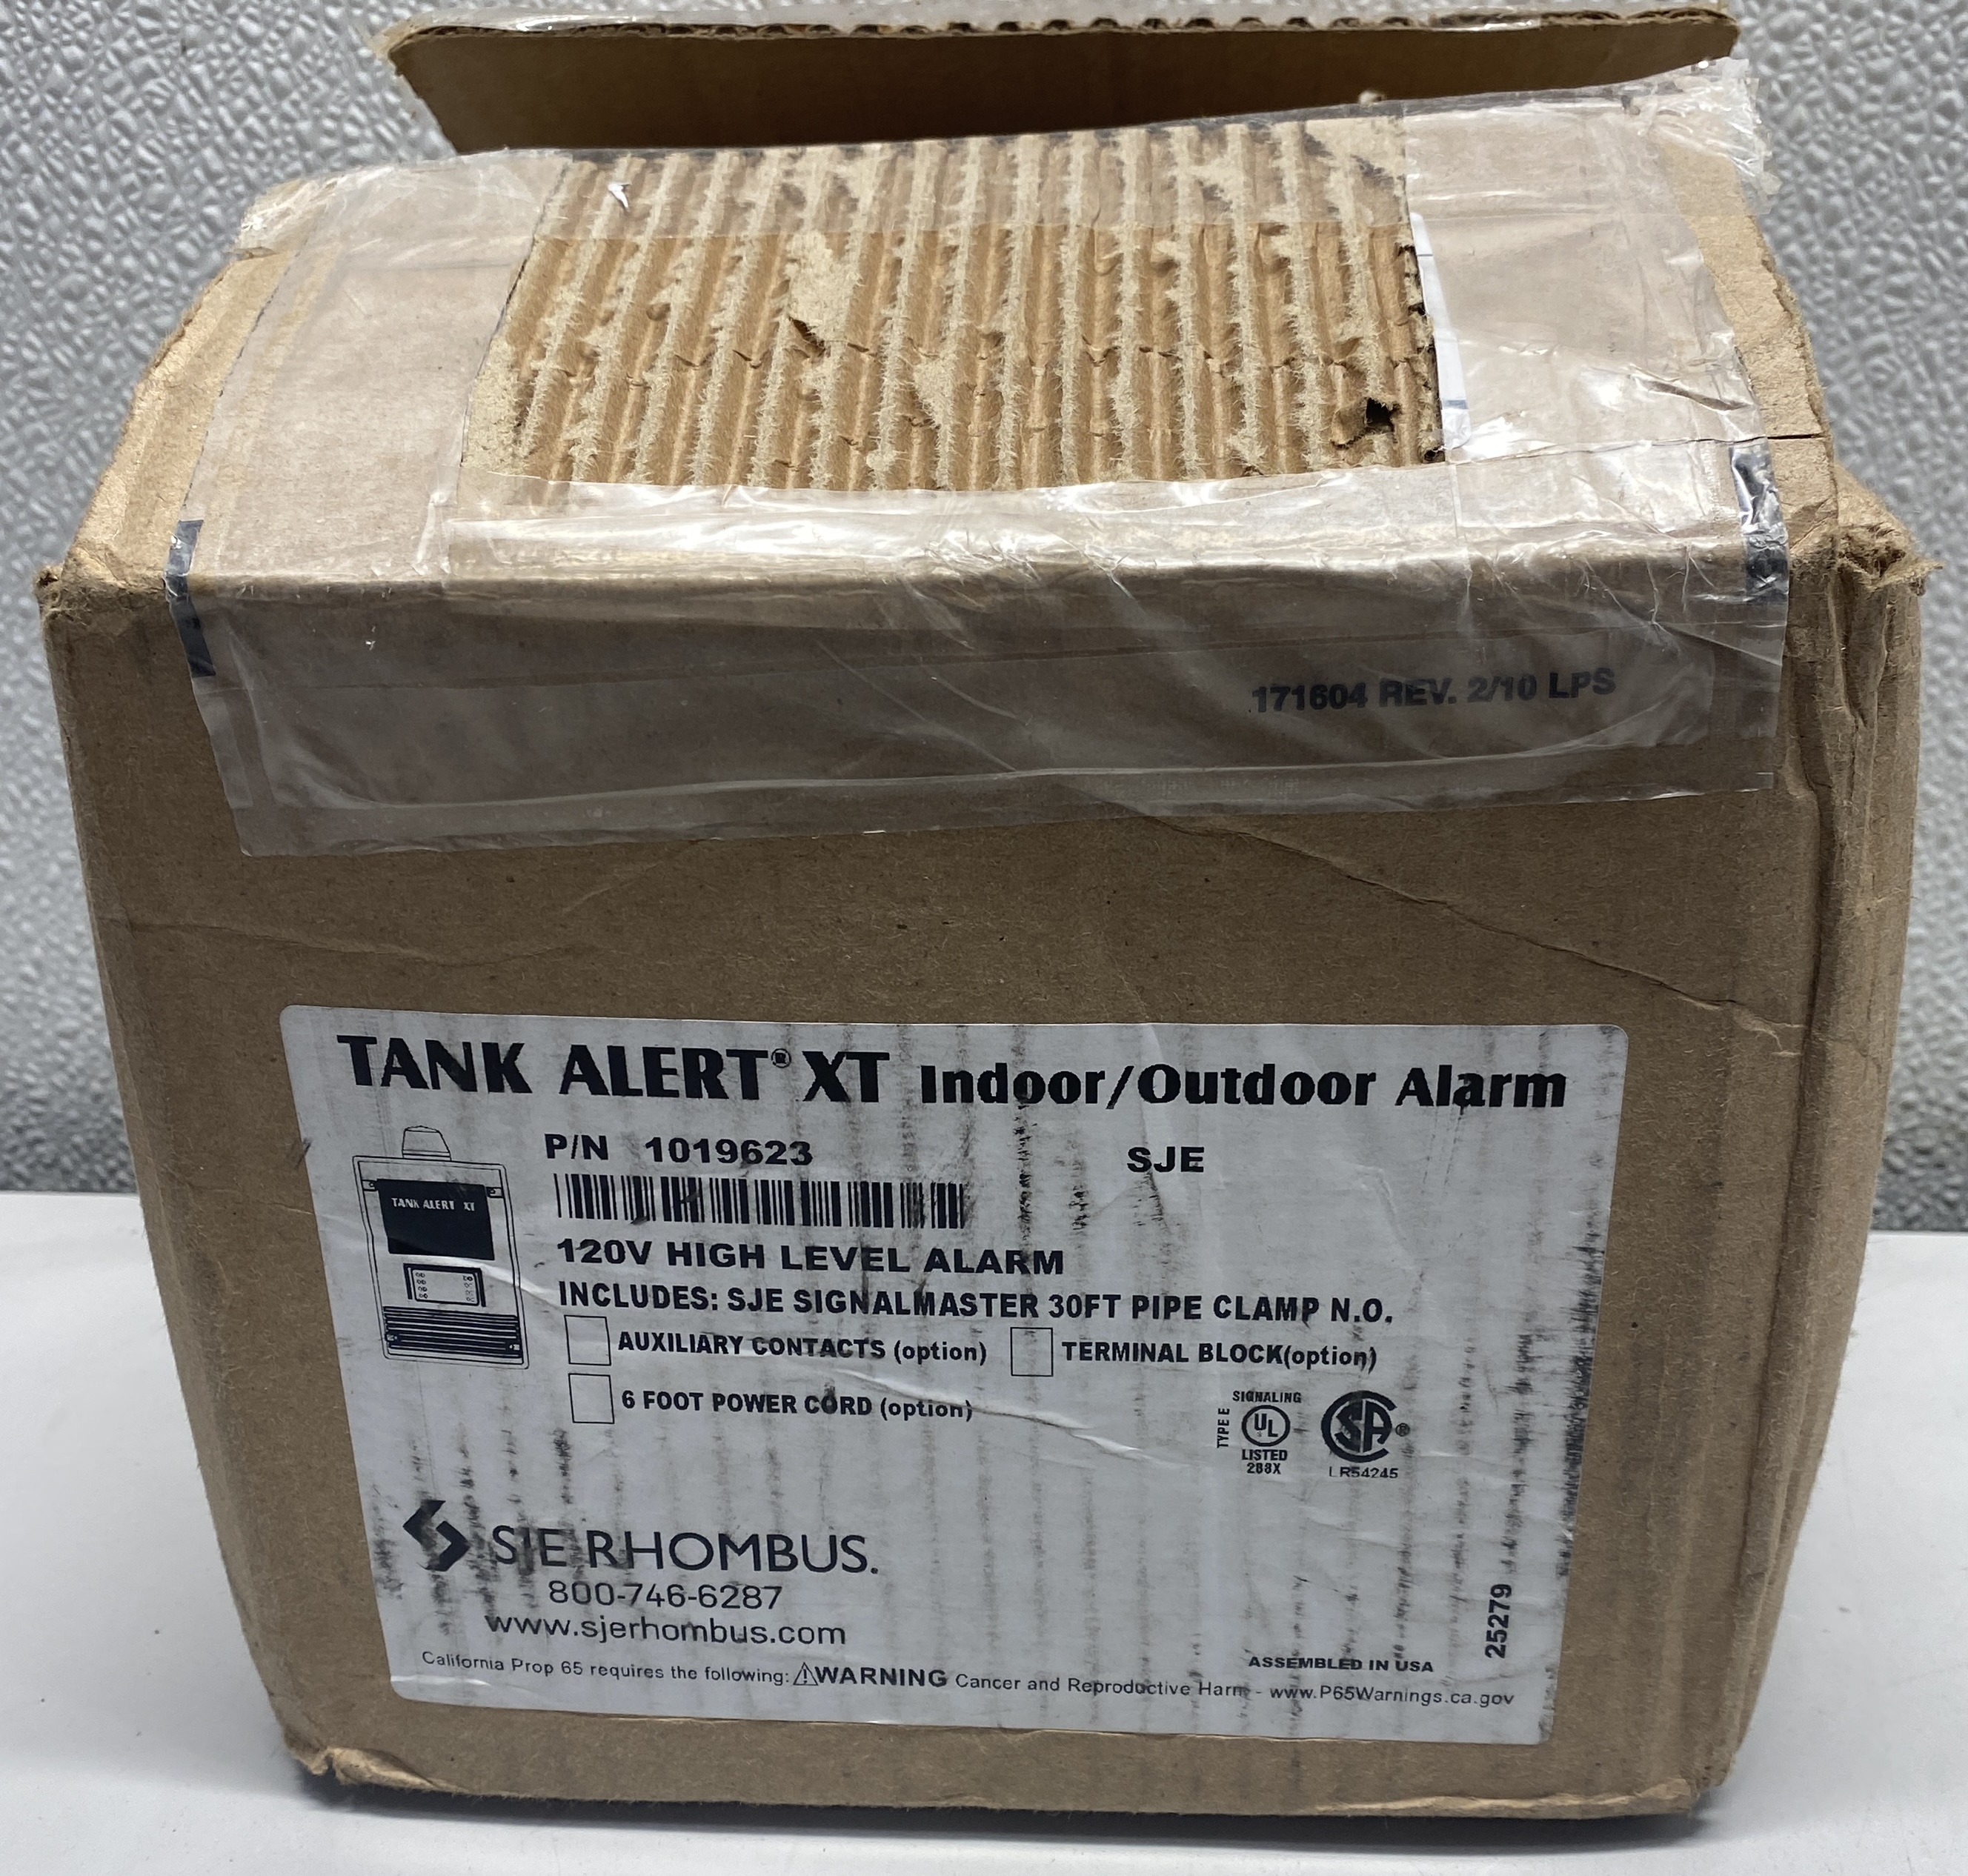 171604 REV. 2/10 LPS
TANK ALERT® XT Indoor/Outdoor Alarm
P/N 1019623 SJE
TANK ALERT XT
120V HIGH LEVEL ALARM
INCLUDES: SJE SIGNALMASTER 30FT PIPE CLAMP N.O.
AUXILIARY CONTACTS (option) TERMINAL BLOCK(option)
6 FOOT POWER CORD (option)
SIGNALING
TYPE E
UL
LISTED
288X
SA®
LR54245
SJE RHOMBUS.
800-746-6287
www.sjerhombus.com
25279
ASSEMBLED IN USA
California Prop 65 requires the following: ⚠WARNING Cancer and Reproductive Harm - www.P65Warnings.ca.gov